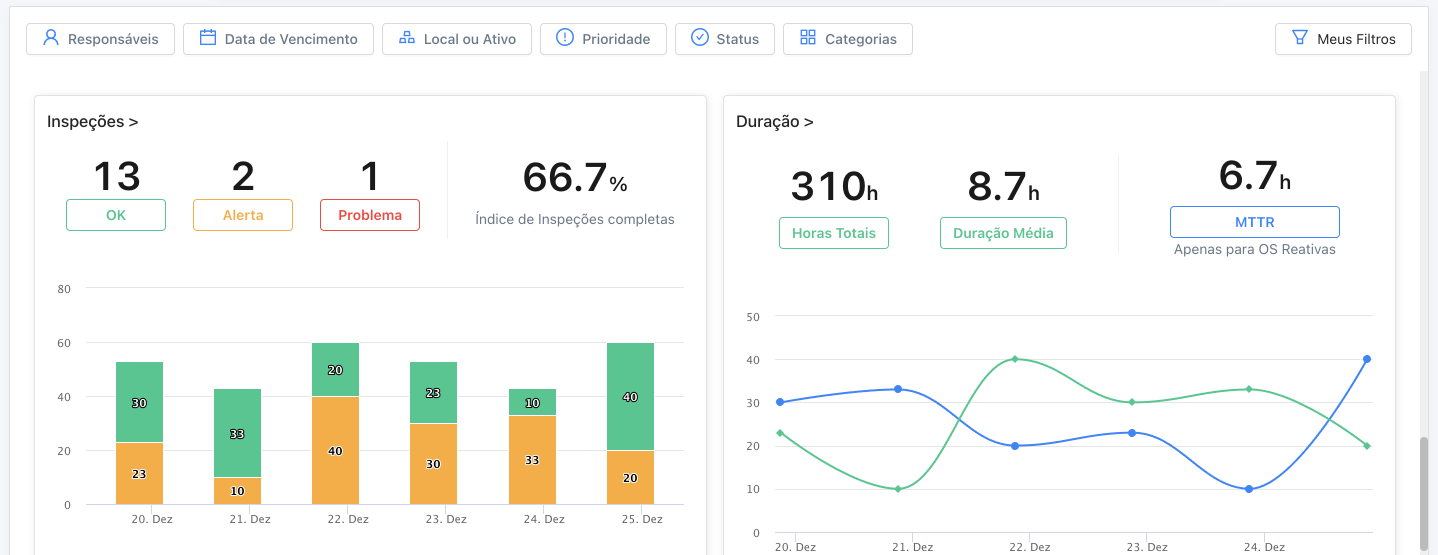 Responsáveis Data de Vencimento Local ou Ativo Prioridade Status Categorias Meus Filtros
Inspeções >
13 2 1 66.7%
OK Alerta Problema
Índice de Inspeções completas
80
60
40
20
0
30 33 20 23 10 40
23 10 40 30 33 20
20. Dez 21. Dez 22. Dez 23. Dez 24. Dez 25. Dez
Duração >
310h 8.7h 6.7h
Horas Totais Duração Média MTTR
Apenas para OS Reativas
50
40
30
20
10
0
20. Dez 21. Dez 22. Dez 23. Dez 24. Dez